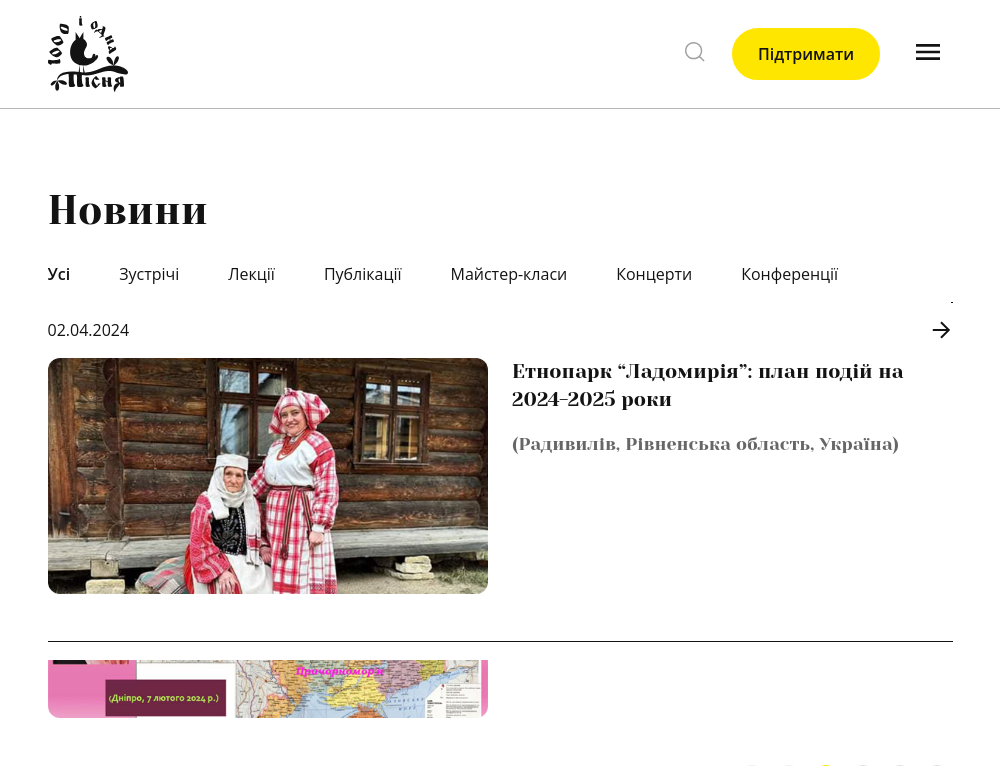 1000 і одна
Пісня
Підтримати
Новини
Усі Зустрічі Лекції Публікації Майстер-класи Концерти Конференції
02.04.2024
Етнопарк “Ладомирія”: план подій на
2024-2025 роки
(Радивилів, Рівненська область, Україна)
Причорноморʼя
(Дніпро, 7 лютого 2024 р.)